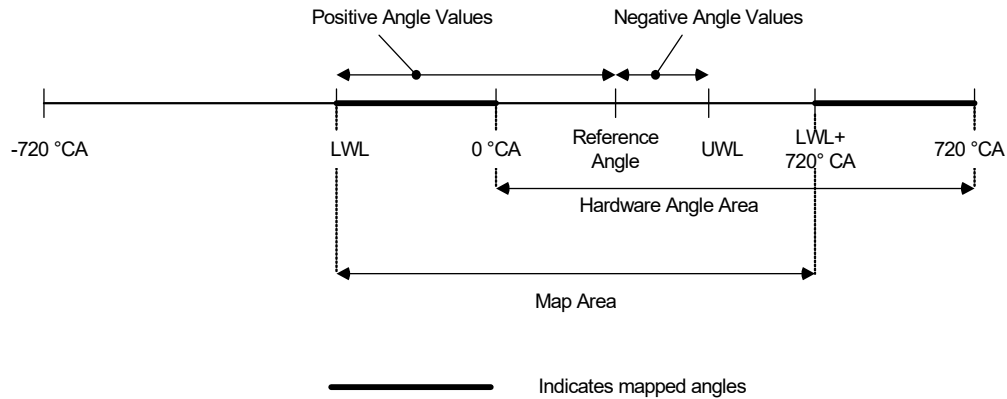 Positive Angle Values
Negative Angle Values
-720 °CA
LWL
0 °CA
Reference
Angle
UWL
LWL+
720° CA
720 °CA
Hardware Angle Area
Map Area
Indicates mapped angles